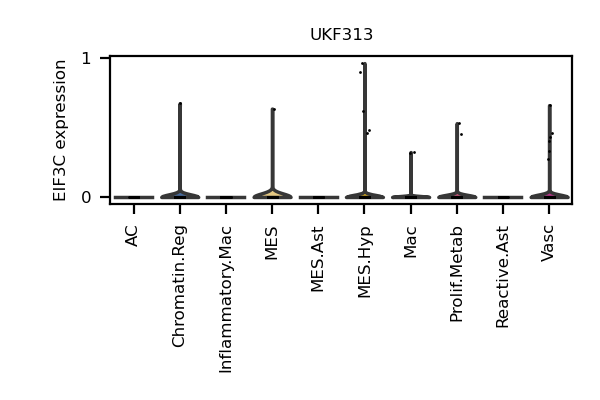 UKF313
EIF3C expression
1
0
AC
Chromatin.Reg
Inflammatory.Mac
MES
MES.Ast
MES.Hyp
Mac
Prolif.Metab
Reactive.Ast
Vasc